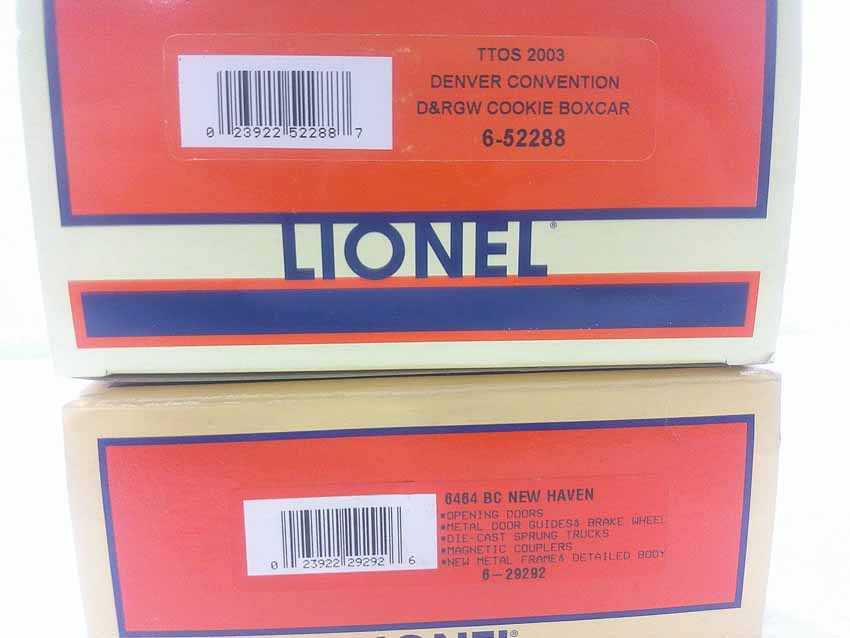 TTOS 2003
DENVER CONVENTION
D&RGW COOKIE BOXCAR
6-52288
0 23922 52288 7
LIONEL®
6464 BC NEW HAVEN
▪OPENING DOORS
▪METAL DOOR GUIDES& BRAKE WHEEL
▪DIE-CAST SPRUNG TRUCKS
▪MAGNETIC COUPLERS
▪NEW METAL FRAME& DETAILED BODY
6-29292
0 23922 29292 6
LIONEL®